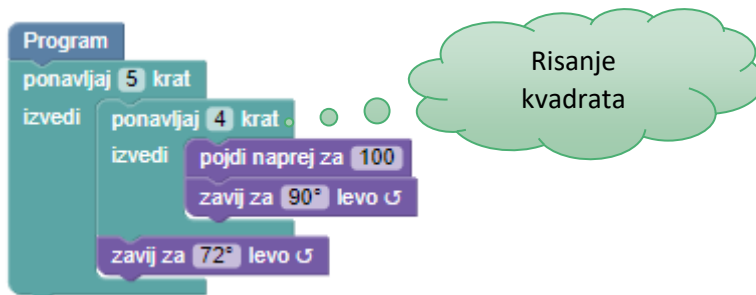 Program
ponavljaj 5 krat
izvedi
ponavljaj 4 krat
izvedi
pojdi naprej za 100
zavij za 90° levo ↺
zavij za 72° levo ↺
Risanje
kvadrata